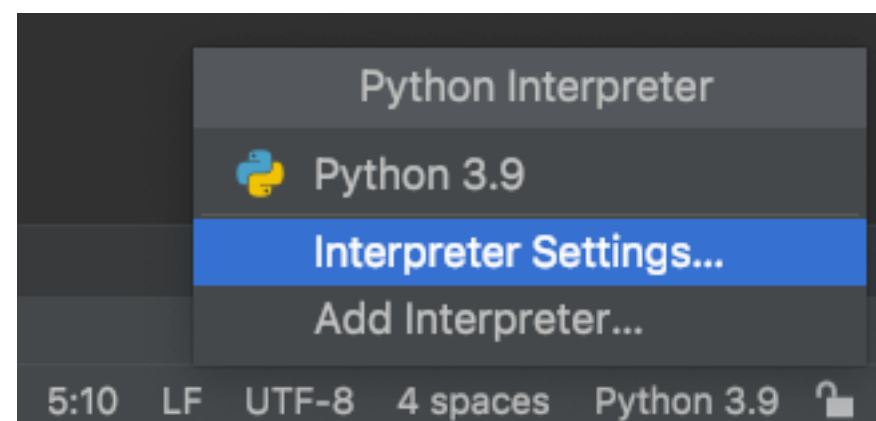 Python Interpreter
Python 3.9
Interpreter Settings...
Add Interpreter...
5:10 LF UTF-8 4 spaces Python 3.9